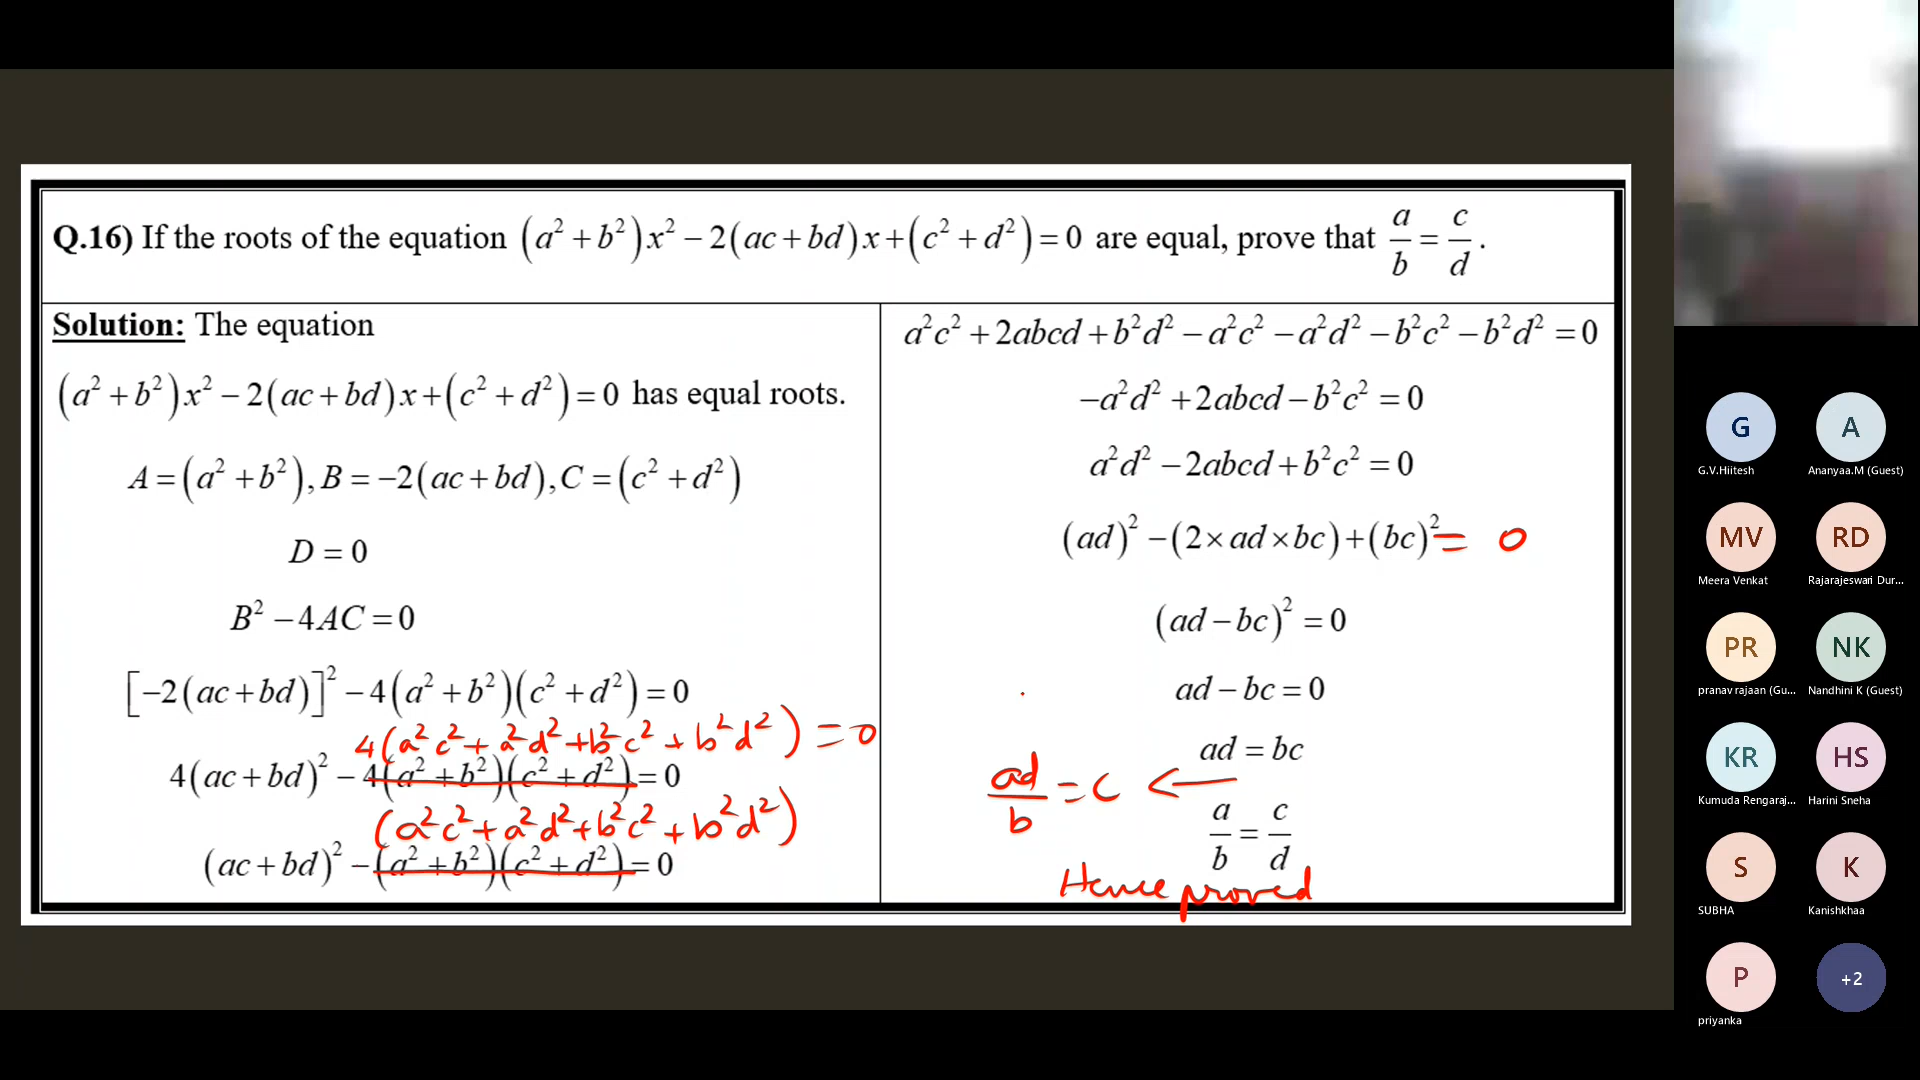 Q.16) If the roots of the equation (a² + b²)x² − 2(ac + bd)x + (c² + d²) = 0 are equal, prove that a/b = c/d.
Solution: The equation
(a² + b²)x² − 2(ac + bd)x + (c² + d²) = 0 has equal roots.
A = (a² + b²), B = −2(ac + bd), C = (c² + d²)
D = 0
B² − 4AC = 0
[−2(ac + bd)]² − 4(a² + b²)(c² + d²) = 0
4(a²c² + a²d² + b²c² + b²d²) = 0
4(ac + bd)² − 4(a² + b²)(c² + d²) = 0
(a²c² + a²d² + b²c² + b²d²)
(ac + bd)² − (a² + b²)(c² + d²) = 0
a²c² + 2abcd + b²d² − a²c² − a²d² − b²c² − b²d² = 0
−a²d² + 2abcd − b²c² = 0
a²d² − 2abcd + b²c² = 0
(ad)² − (2 × ad × bc) + (bc)² = 0
(ad − bc)² = 0
ad − bc = 0
ad = bc
ad/b = c ←
a/b = c/d
Hence proved
G A
G.V.Hiitesh Ananyaa.M (Guest)
MV RD
Meera Venkat Rajarajeswari Dur...
PR NK
pranav rajaan (Gu... Nandhini K (Guest)
KR HS
Kumuda Rengaraj... Harini Sneha
S K
SUBHA Kanishkhaa
P +2
priyanka